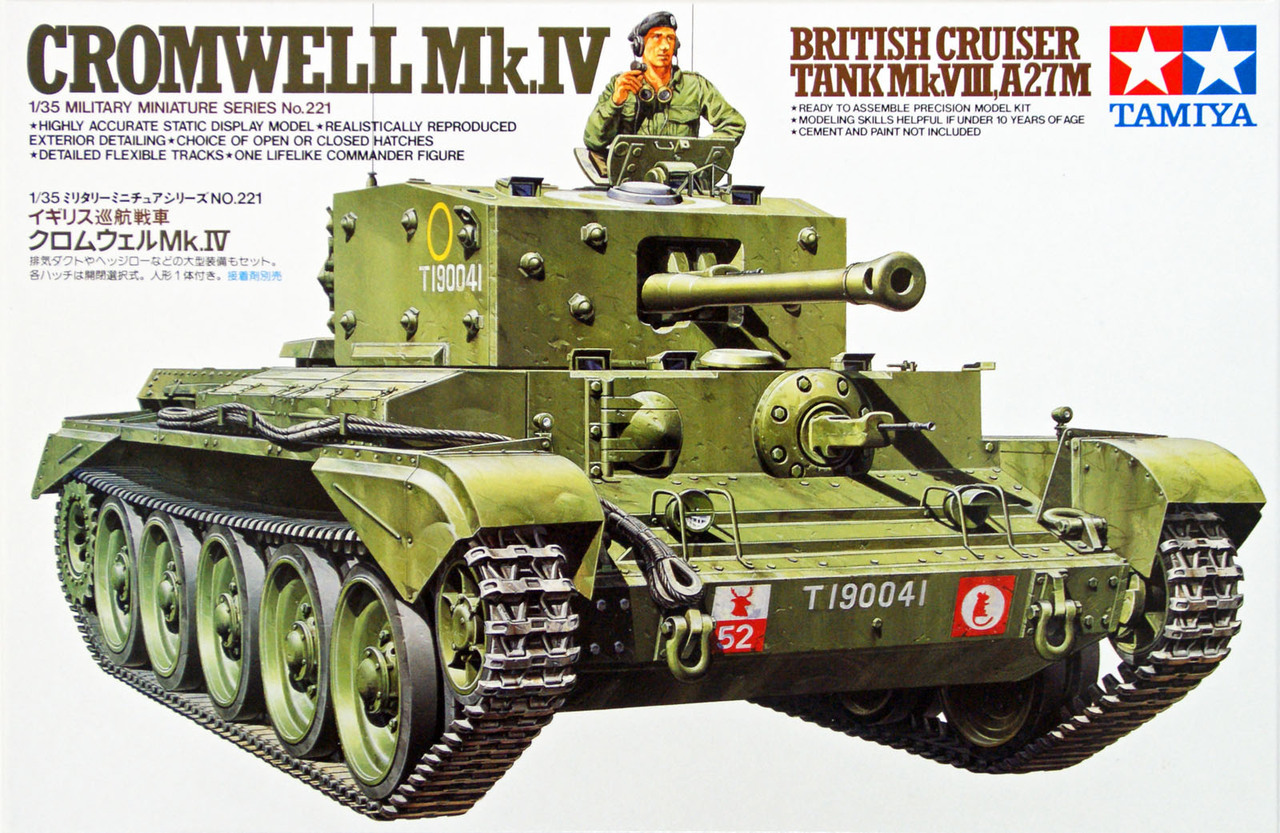 CROMWELL Mk.IV
1/35 MILITARY MINIATURE SERIES No.221
★HIGHLY ACCURATE STATIC DISPLAY MODEL★REALISTICALLY REPRODUCED
EXTERIOR DETAILING★CHOICE OF OPEN OR CLOSED HATCHES
★DETAILED FLEXIBLE TRACKS★ONE LIFELIKE COMMANDER FIGURE
1/35 ミリタリーミニチュアシリーズ NO.221
イギリス巡航戦車
クロムウェルMk.IV
排気ダクトやヘッジローなどの大型装備もセット。
各ハッチは開閉選択式。人形1体付き。接着剤別売
BRITISH CRUISER
TANK Mk.VIII, A27M
★READY TO ASSEMBLE PRECISION MODEL KIT
★MODELING SKILLS HELPFUL IF UNDER 10 YEARS OF AGE
★CEMENT AND PAINT NOT INCLUDED
TAMIYA
T190041
T190041
52